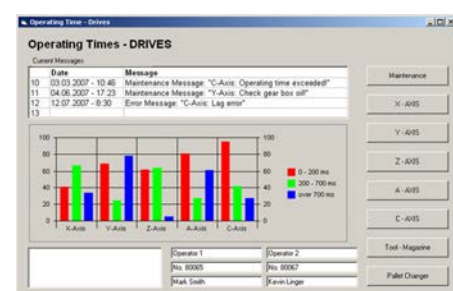 Operating Time - Drives
Operating Times - DRIVES
Current Messages
Date Message
10 03.03.2007 - 10:46 Maintenance Message: "C-Axis: Operating time exceeded!"
11 04.06.2007 - 17:23 Maintenance Message: "Y-Axis: Check gear box oil!"
12 12.07.2007 - 8:30 Error Message: "C-Axis: Lag error"
13
Maintenance
X - AXIS
Y - AXIS
Z - AXIS
A - AXIS
C - AXIS
Tool - Magazine
Pallet Changer
100 100
80 80
60 60
40 40
20 20
0 0
X-Axis Y-Axis Z-Axis A-Axis C-Axis
0 - 200 ms
200 - 700 ms
over 700 ms
Operator 1 Operator 2
No. 80065 No. 80067
Mark Smith Kevin Linger